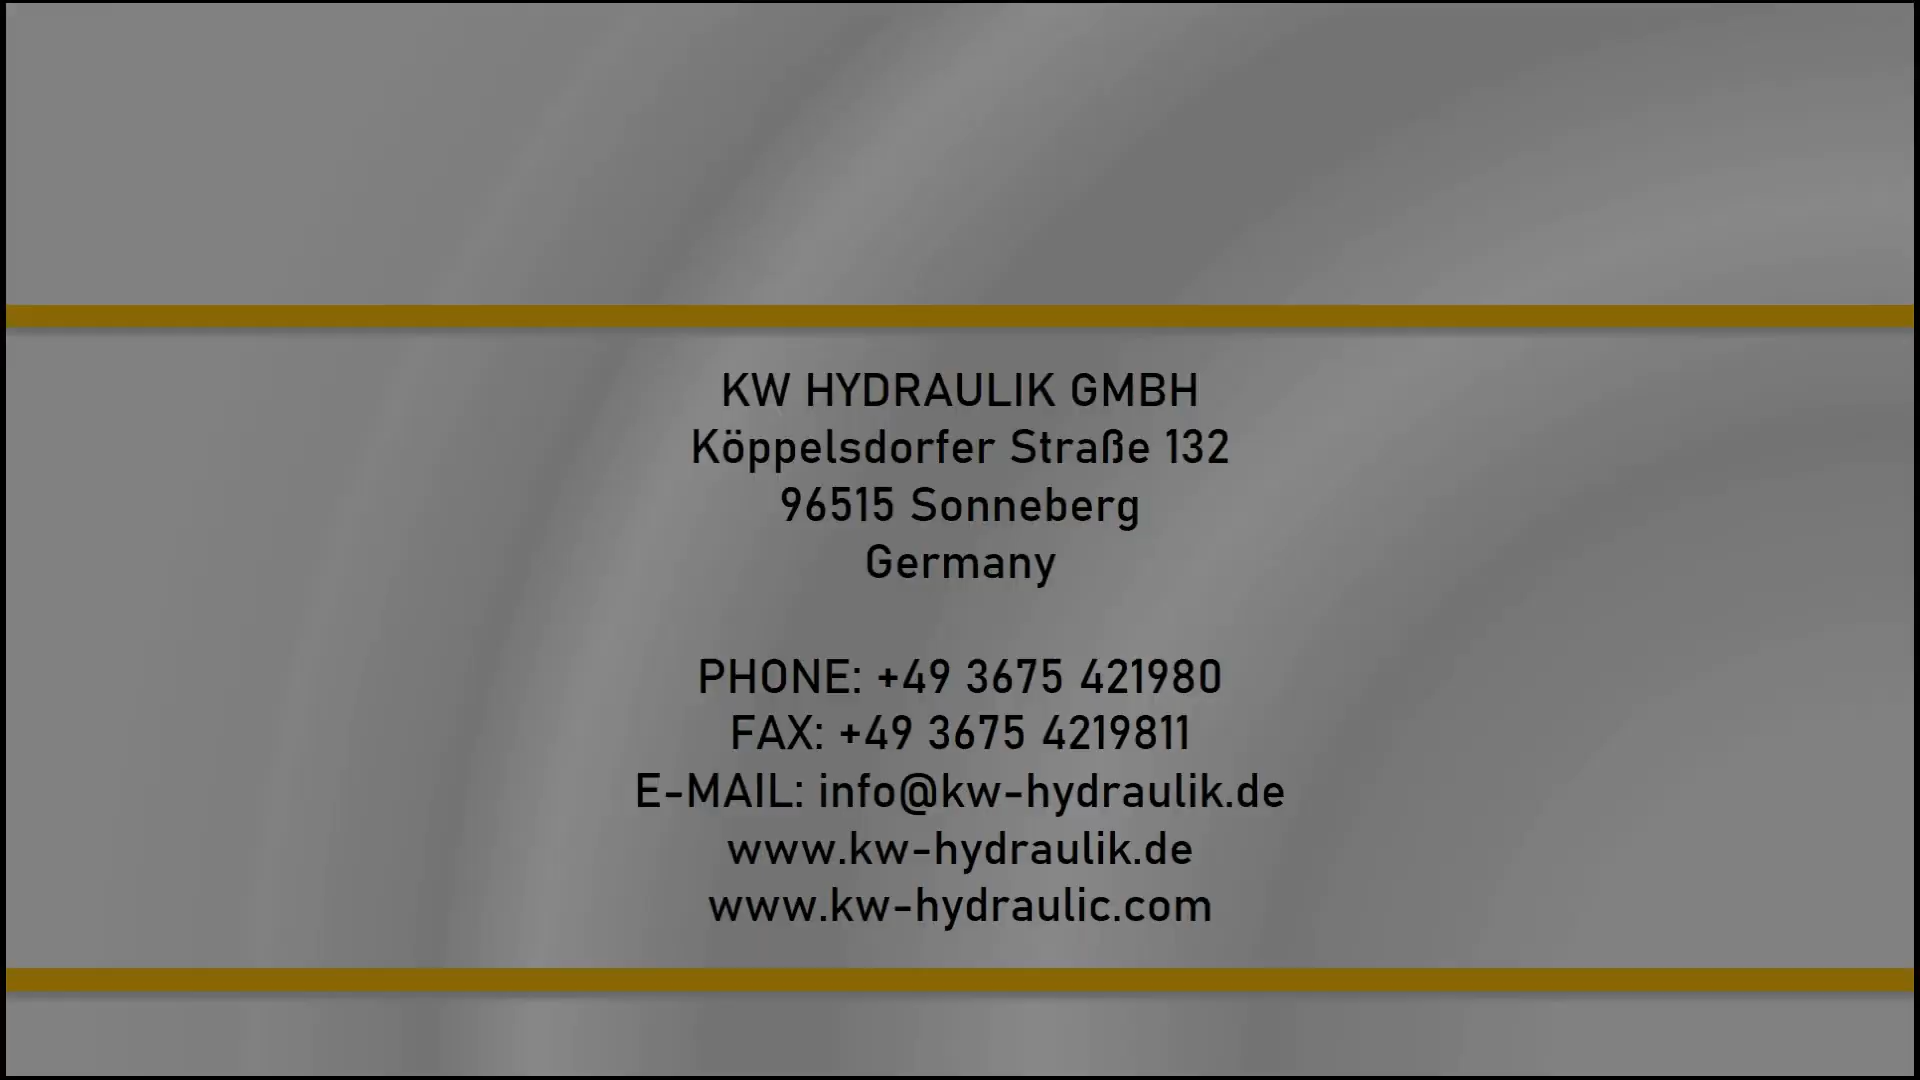 KW HYDRAULIK GMBH
Köppelsdorfer Straße 132
96515 Sonneberg
Germany
PHONE: +49 3675 421980
FAX: +49 3675 4219811
E-MAIL: info@kw-hydraulik.de
www.kw-hydraulik.de
www.kw-hydraulic.com